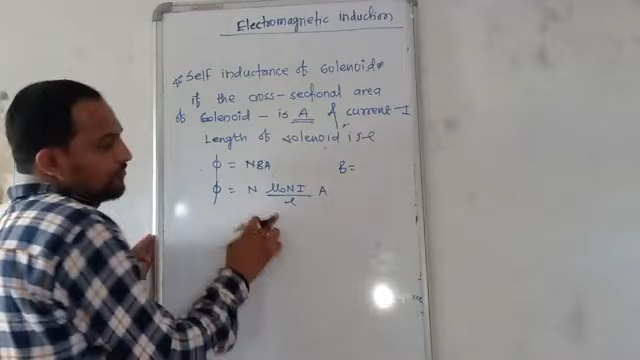 Electromagnetic induction
* Self inductance of Solenoid
if the cross-sectional area
of Solenoid - is A & current - I
Length of solenoid is - l
ϕ = NBA B =
ϕ = N μ₀NI/l A